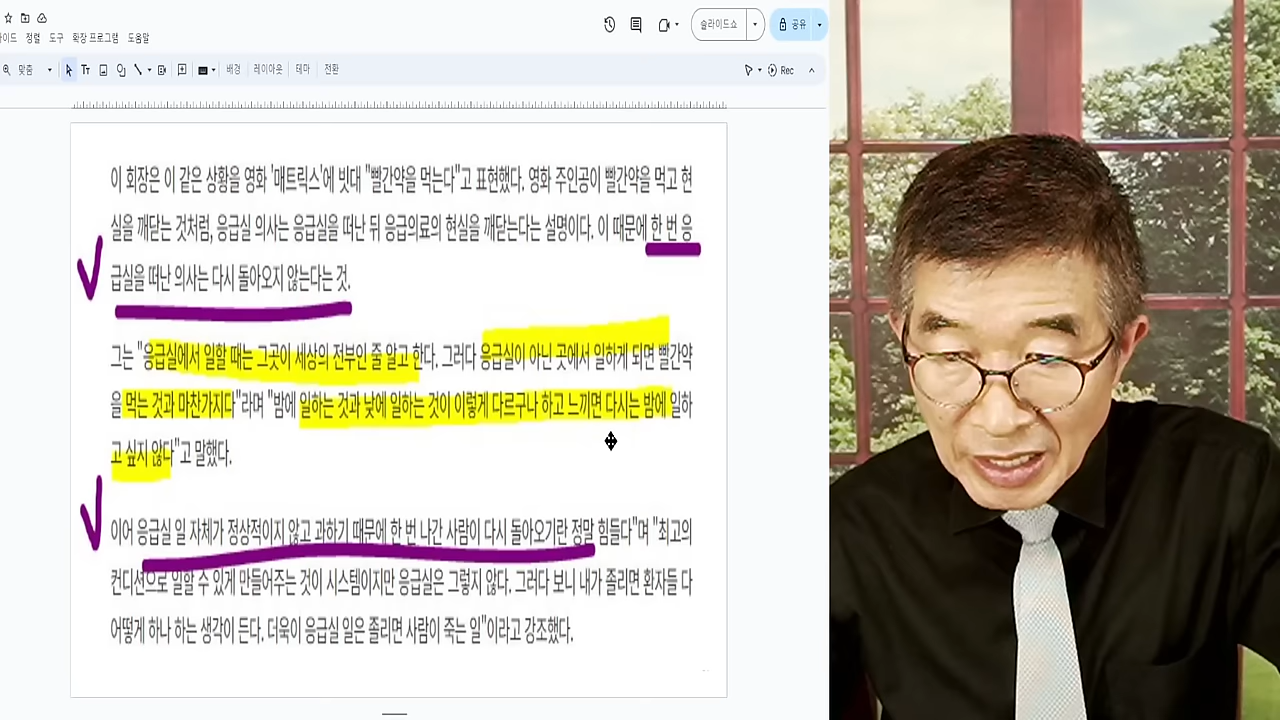 이드 정렬 도구 확장 프로그램 도움말
슬라이드쇼
공유
맞춤
배경 레이아웃 테마 전환
Rec
이 회장은 이 같은 상황을 영화 '매트릭스'에 빗대 "빨간약을 먹는다"고 표현했다. 영화 주인공이 빨간약을 먹고 현
실을 깨닫는 것처럼, 응급실 의사는 응급실을 떠난 뒤 응급의료의 현실을 깨닫는다는 설명이다. 이 때문에 한 번 응
급실을 떠난 의사는 다시 돌아오지 않는다는 것.
그는 "응급실에서 일할 때는 그곳이 세상의 전부인 줄 알고 한다. 그러다 응급실이 아닌 곳에서 일하게 되면 빨간약
을 먹는 것과 마찬가지다"라며 "밤에 일하는 것과 낮에 일하는 것이 이렇게 다르구나 하고 느끼면 다시는 밤에 일하
고 싶지 않다"고 말했다.
이어 응급실 일 자체가 정상적이지 않고 과하기 때문에 한 번 나간 사람이 다시 돌아오기란 정말 힘들다"며 "최고의
컨디션으로 일할 수 있게 만들어주는 것이 시스템이지만 응급실은 그렇지 않다. 그러다 보니 내가 졸리면 환자들 다
어떻게 하나 하는 생각이 든다. 더욱이 응급실 일은 졸리면 사람이 죽는 일"이라고 강조했다.